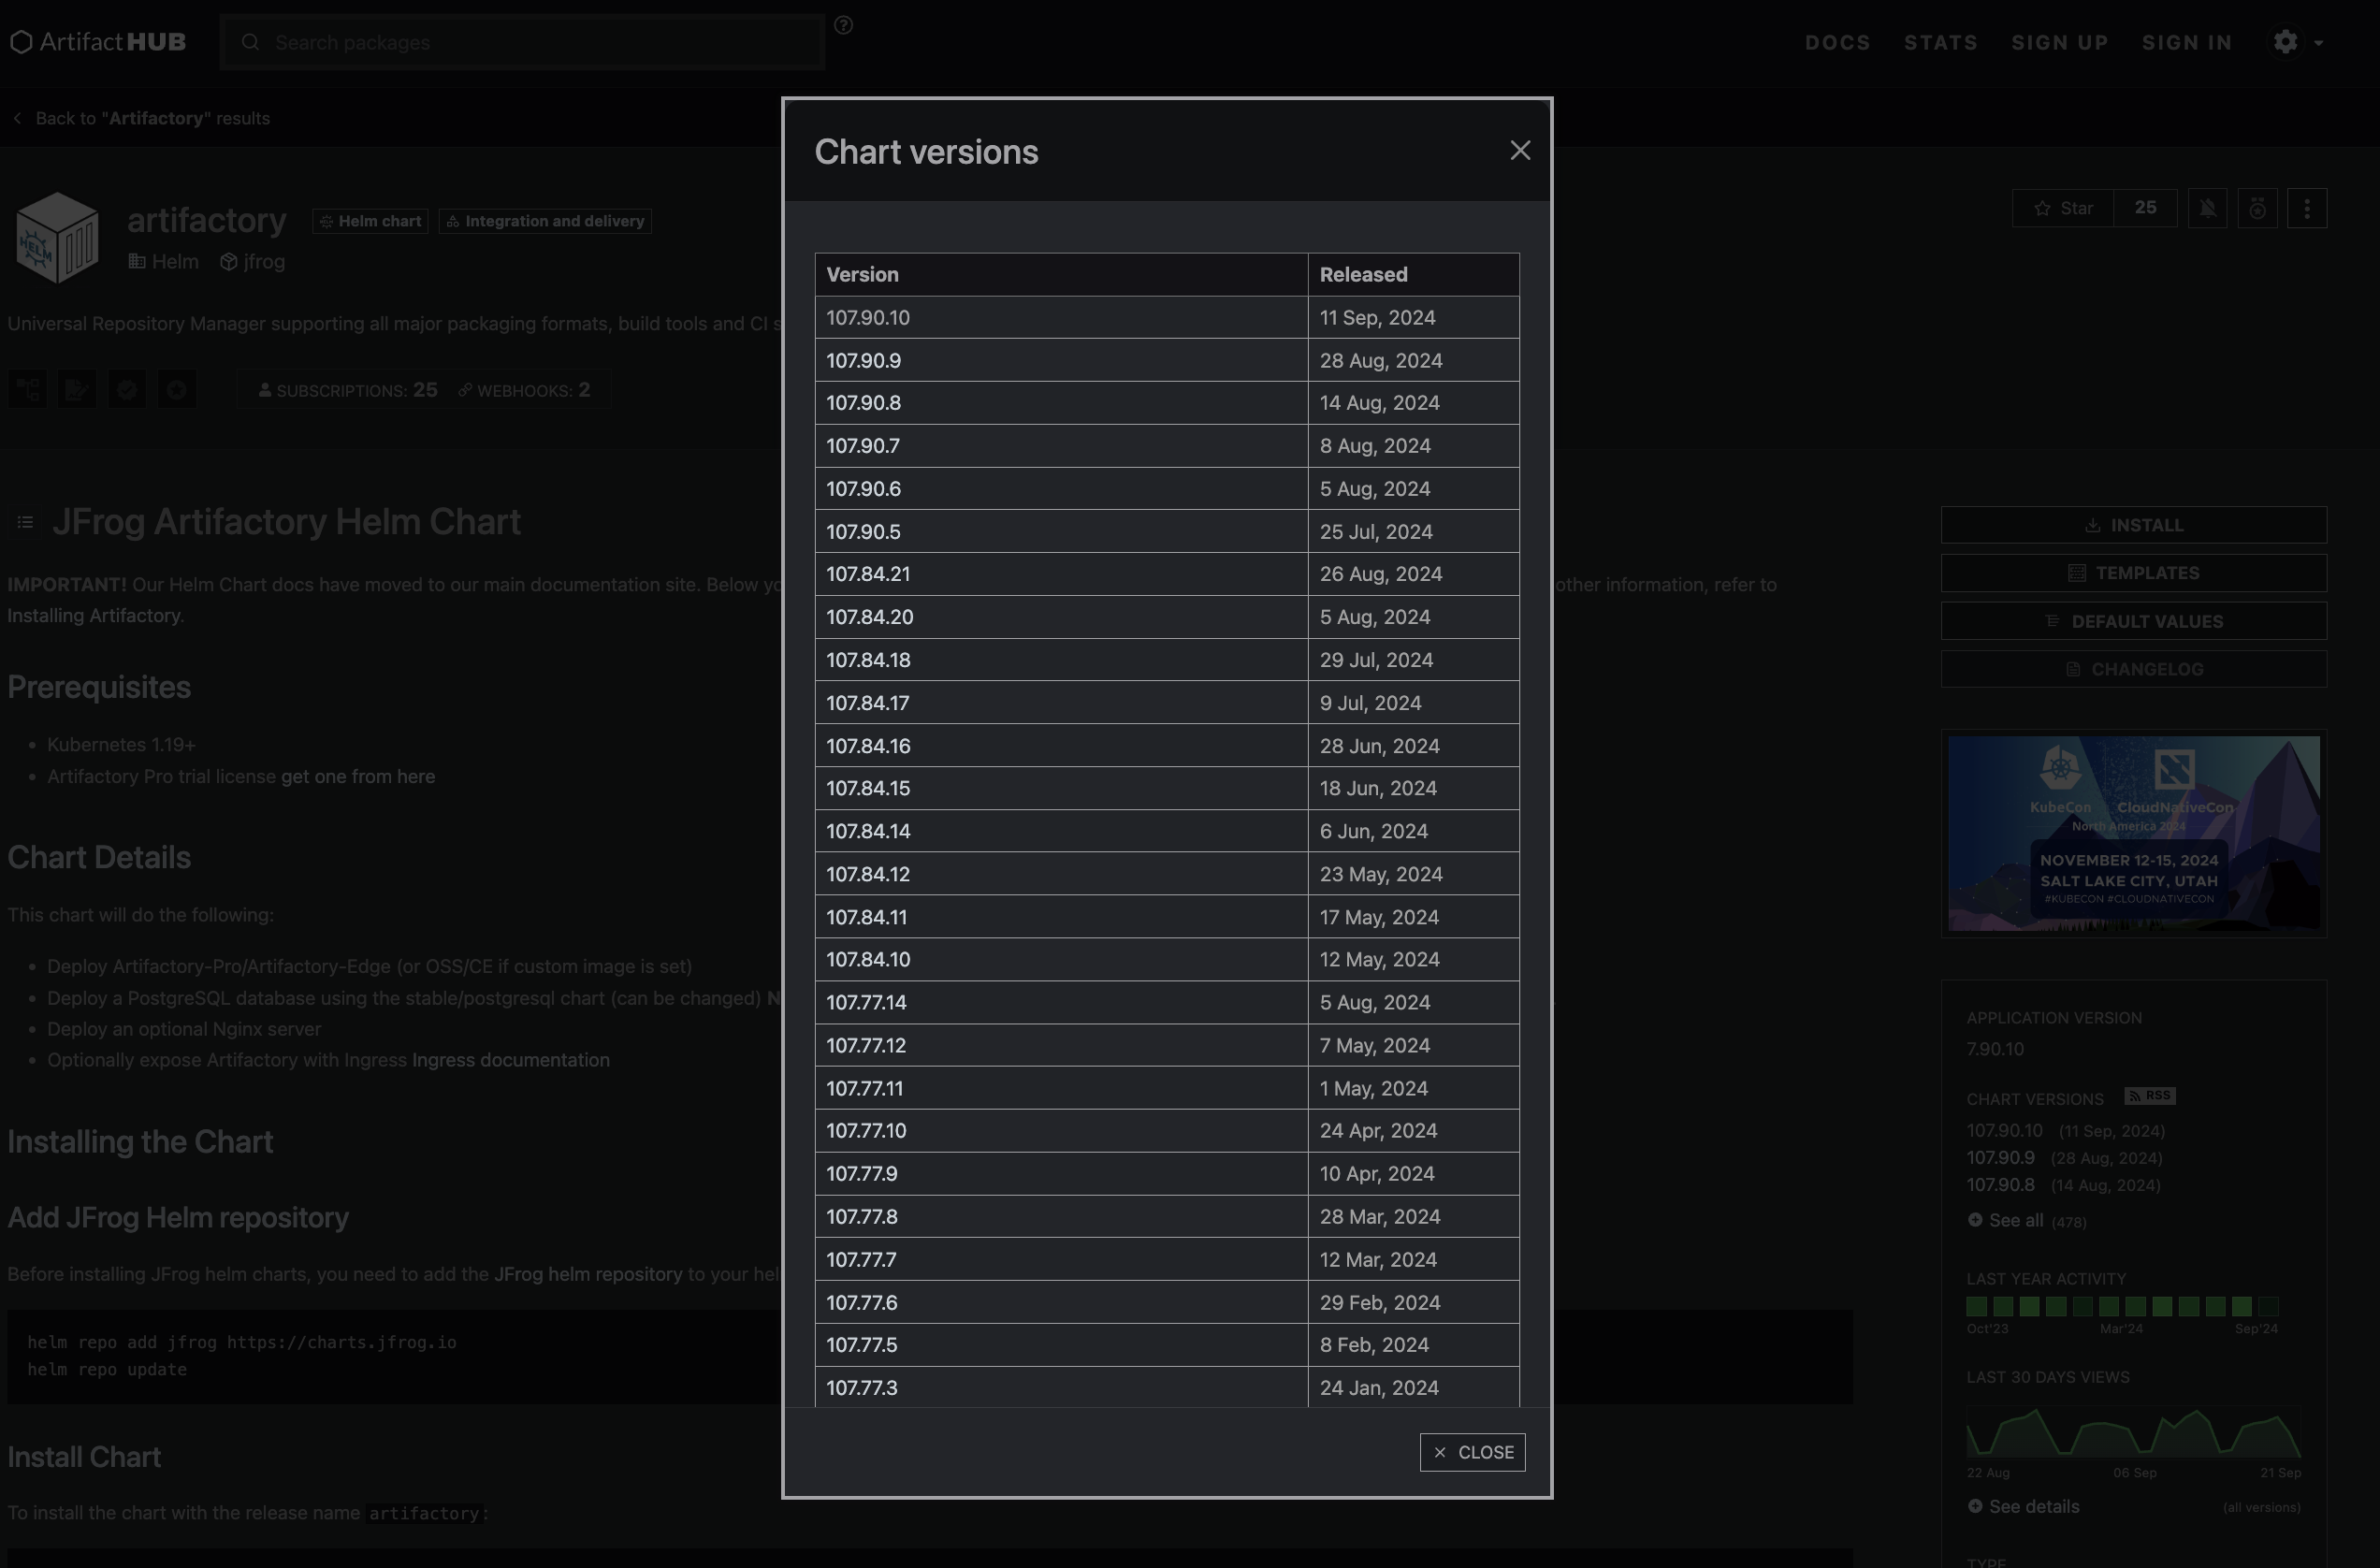 ArtifactHUB
Search packages
DOCS STATS SIGN UP SIGN IN
Back to "Artifactory" results
artifactory Helm chart Integration and delivery
Helm jfrog
Star 25
Universal Repository Manager supporting all major packaging formats, build tools and CI s
SUBSCRIPTIONS: 25 WEBHOOKS: 2
JFrog Artifactory Helm Chart
IMPORTANT! Our Helm Chart docs have moved to our main documentation site. Below yo
other information, refer to
Installing Artifactory.
Prerequisites
Kubernetes 1.19+
Artifactory Pro trial license get one from here
Chart Details
This chart will do the following:
Deploy Artifactory-Pro/Artifactory-Edge (or OSS/CE if custom image is set)
Deploy a PostgreSQL database using the stable/postgresql chart (can be changed) N
Deploy an optional Nginx server
Optionally expose Artifactory with Ingress Ingress documentation
Installing the Chart
Add JFrog Helm repository
Before installing JFrog helm charts, you need to add the JFrog helm repository to your hel
helm repo add jfrog https://charts.jfrog.io
helm repo update
Install Chart
To install the chart with the release name artifactory:
Chart versions
Version Released
107.90.10 11 Sep, 2024
107.90.9 28 Aug, 2024
107.90.8 14 Aug, 2024
107.90.7 8 Aug, 2024
107.90.6 5 Aug, 2024
107.90.5 25 Jul, 2024
107.84.21 26 Aug, 2024
107.84.20 5 Aug, 2024
107.84.18 29 Jul, 2024
107.84.17 9 Jul, 2024
107.84.16 28 Jun, 2024
107.84.15 18 Jun, 2024
107.84.14 6 Jun, 2024
107.84.12 23 May, 2024
107.84.11 17 May, 2024
107.84.10 12 May, 2024
107.77.14 5 Aug, 2024
107.77.12 7 May, 2024
107.77.11 1 May, 2024
107.77.10 24 Apr, 2024
107.77.9 10 Apr, 2024
107.77.8 28 Mar, 2024
107.77.7 12 Mar, 2024
107.77.6 29 Feb, 2024
107.77.5 8 Feb, 2024
107.77.3 24 Jan, 2024
CLOSE
INSTALL
TEMPLATES
DEFAULT VALUES
CHANGELOG
KubeCon CloudNativeCon
North America 2024
NOVEMBER 12-15, 2024
SALT LAKE CITY, UTAH
#KUBECON #CLOUDNATIVECON
APPLICATION VERSION
7.90.10
CHART VERSIONS RSS
107.90.10 (11 Sep, 2024)
107.90.9 (28 Aug, 2024)
107.90.8 (14 Aug, 2024)
See all (478)
LAST YEAR ACTIVITY
Oct'23 Mar'24 Sep'24
LAST 30 DAYS VIEWS
22 Aug 06 Sep 21 Sep
See details (all versions)
TYPE
HELM